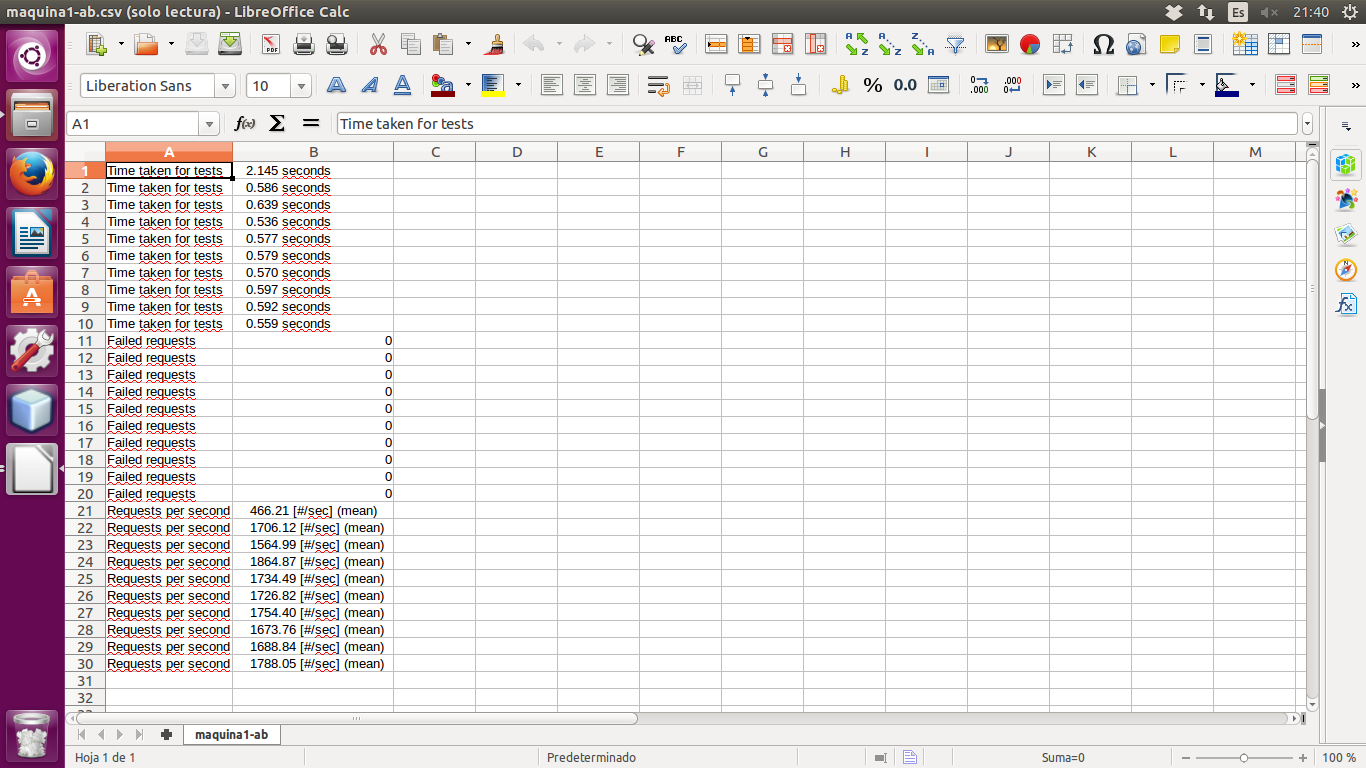 maquina1-ab.csv (solo lectura) - LibreOffice Calc
Es
21:40
Liberation Sans
10
A1
Time taken for tests
A B C D E F G H I J K L M
1 Time taken for tests 2.145 seconds
2 Time taken for tests 0.586 seconds
3 Time taken for tests 0.639 seconds
4 Time taken for tests 0.536 seconds
5 Time taken for tests 0.577 seconds
6 Time taken for tests 0.579 seconds
7 Time taken for tests 0.570 seconds
8 Time taken for tests 0.597 seconds
9 Time taken for tests 0.592 seconds
10 Time taken for tests 0.559 seconds
11 Failed requests 0
12 Failed requests 0
13 Failed requests 0
14 Failed requests 0
15 Failed requests 0
16 Failed requests 0
17 Failed requests 0
18 Failed requests 0
19 Failed requests 0
20 Failed requests 0
21 Requests per second 466.21 [#/sec] (mean)
22 Requests per second 1706.12 [#/sec] (mean)
23 Requests per second 1564.99 [#/sec] (mean)
24 Requests per second 1864.87 [#/sec] (mean)
25 Requests per second 1734.49 [#/sec] (mean)
26 Requests per second 1726.82 [#/sec] (mean)
27 Requests per second 1754.40 [#/sec] (mean)
28 Requests per second 1673.76 [#/sec] (mean)
29 Requests per second 1688.84 [#/sec] (mean)
30 Requests per second 1788.05 [#/sec] (mean)
31
32
maquina1-ab
Hoja 1 de 1 Predeterminado Suma=0 100 %